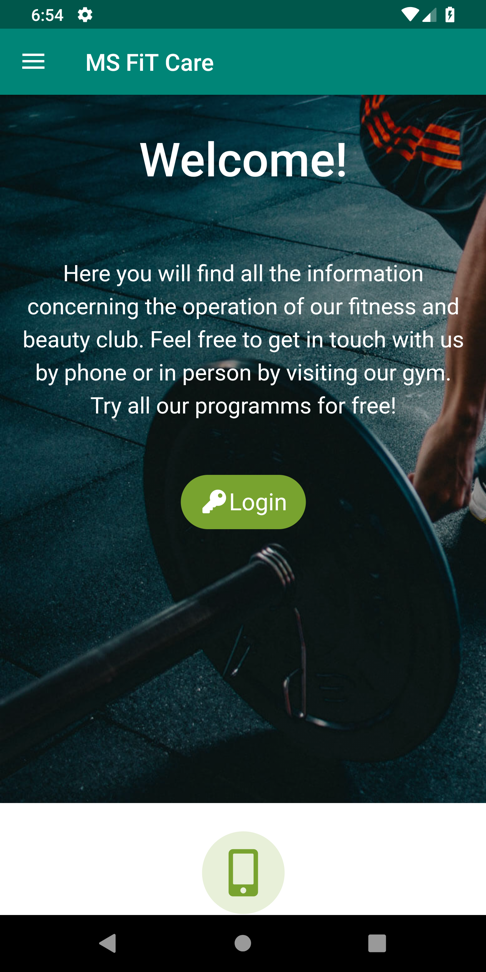 6:54
MS FiT Care
Welcome!
Here you will find all the information
concerning the operation of our fitness and
beauty club. Feel free to get in touch with us
by phone or in person by visiting our gym.
Try all our programms for free!
Login